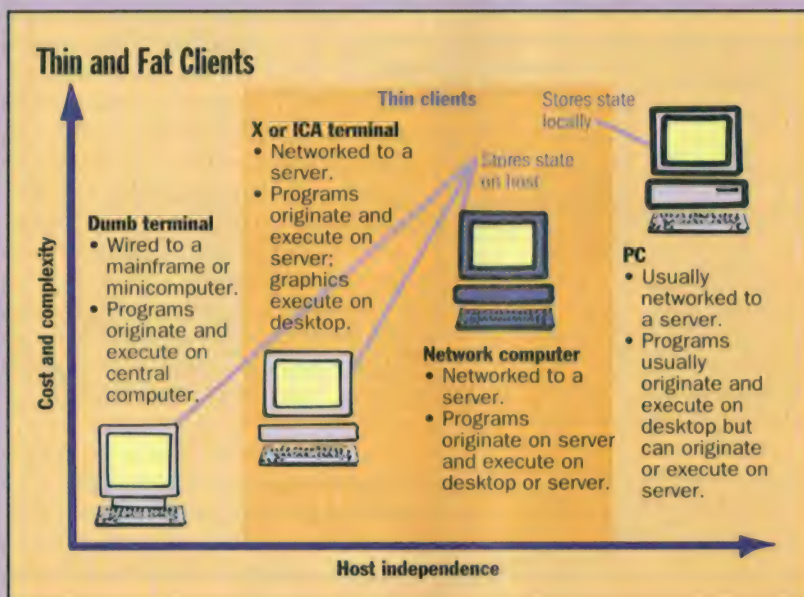 Thin and Fat Clients
Thin clients
Stores state
locally
X or ICA terminal
• Networked to a
server.
• Programs
originate and
execute on
server;
graphics
execute on
desktop.
Stores state
on host
Dumb terminal
• Wired to a
mainframe or
minicomputer.
• Programs
originate and
execute on
central
computer.
Network computer
• Networked to a
server.
• Programs
originate on server
and execute on
desktop or server.
PC
• Usually
networked to
a server.
• Programs
usually
originate and
execute on
desktop but
can originate
or execute on
server.
Cost and complexity
Host independence